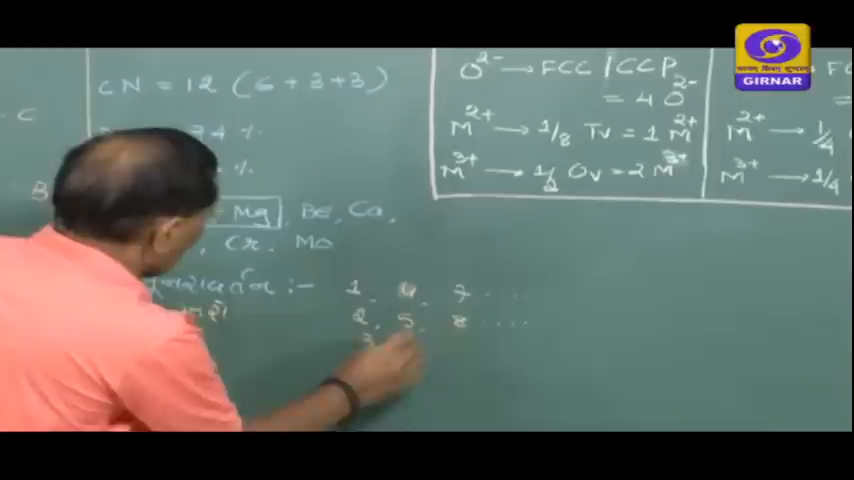 GIRNAR
- C
CN = 12 (6 + 3 + 3)
74 %
%
B
Mg, Be, Ca,
, Cr, Mo
:- 1, 4, 7 ...
2, 5, 8 ....
3
O²⁻ → FCC / CCP
= 4 O²⁻
M²⁺ → 1/8 Tv = 1 M²⁺
M³⁺ → 1/2 Ov = 2 M³⁺
FC
M²⁺ → 1/4
M³⁺ → 1/4